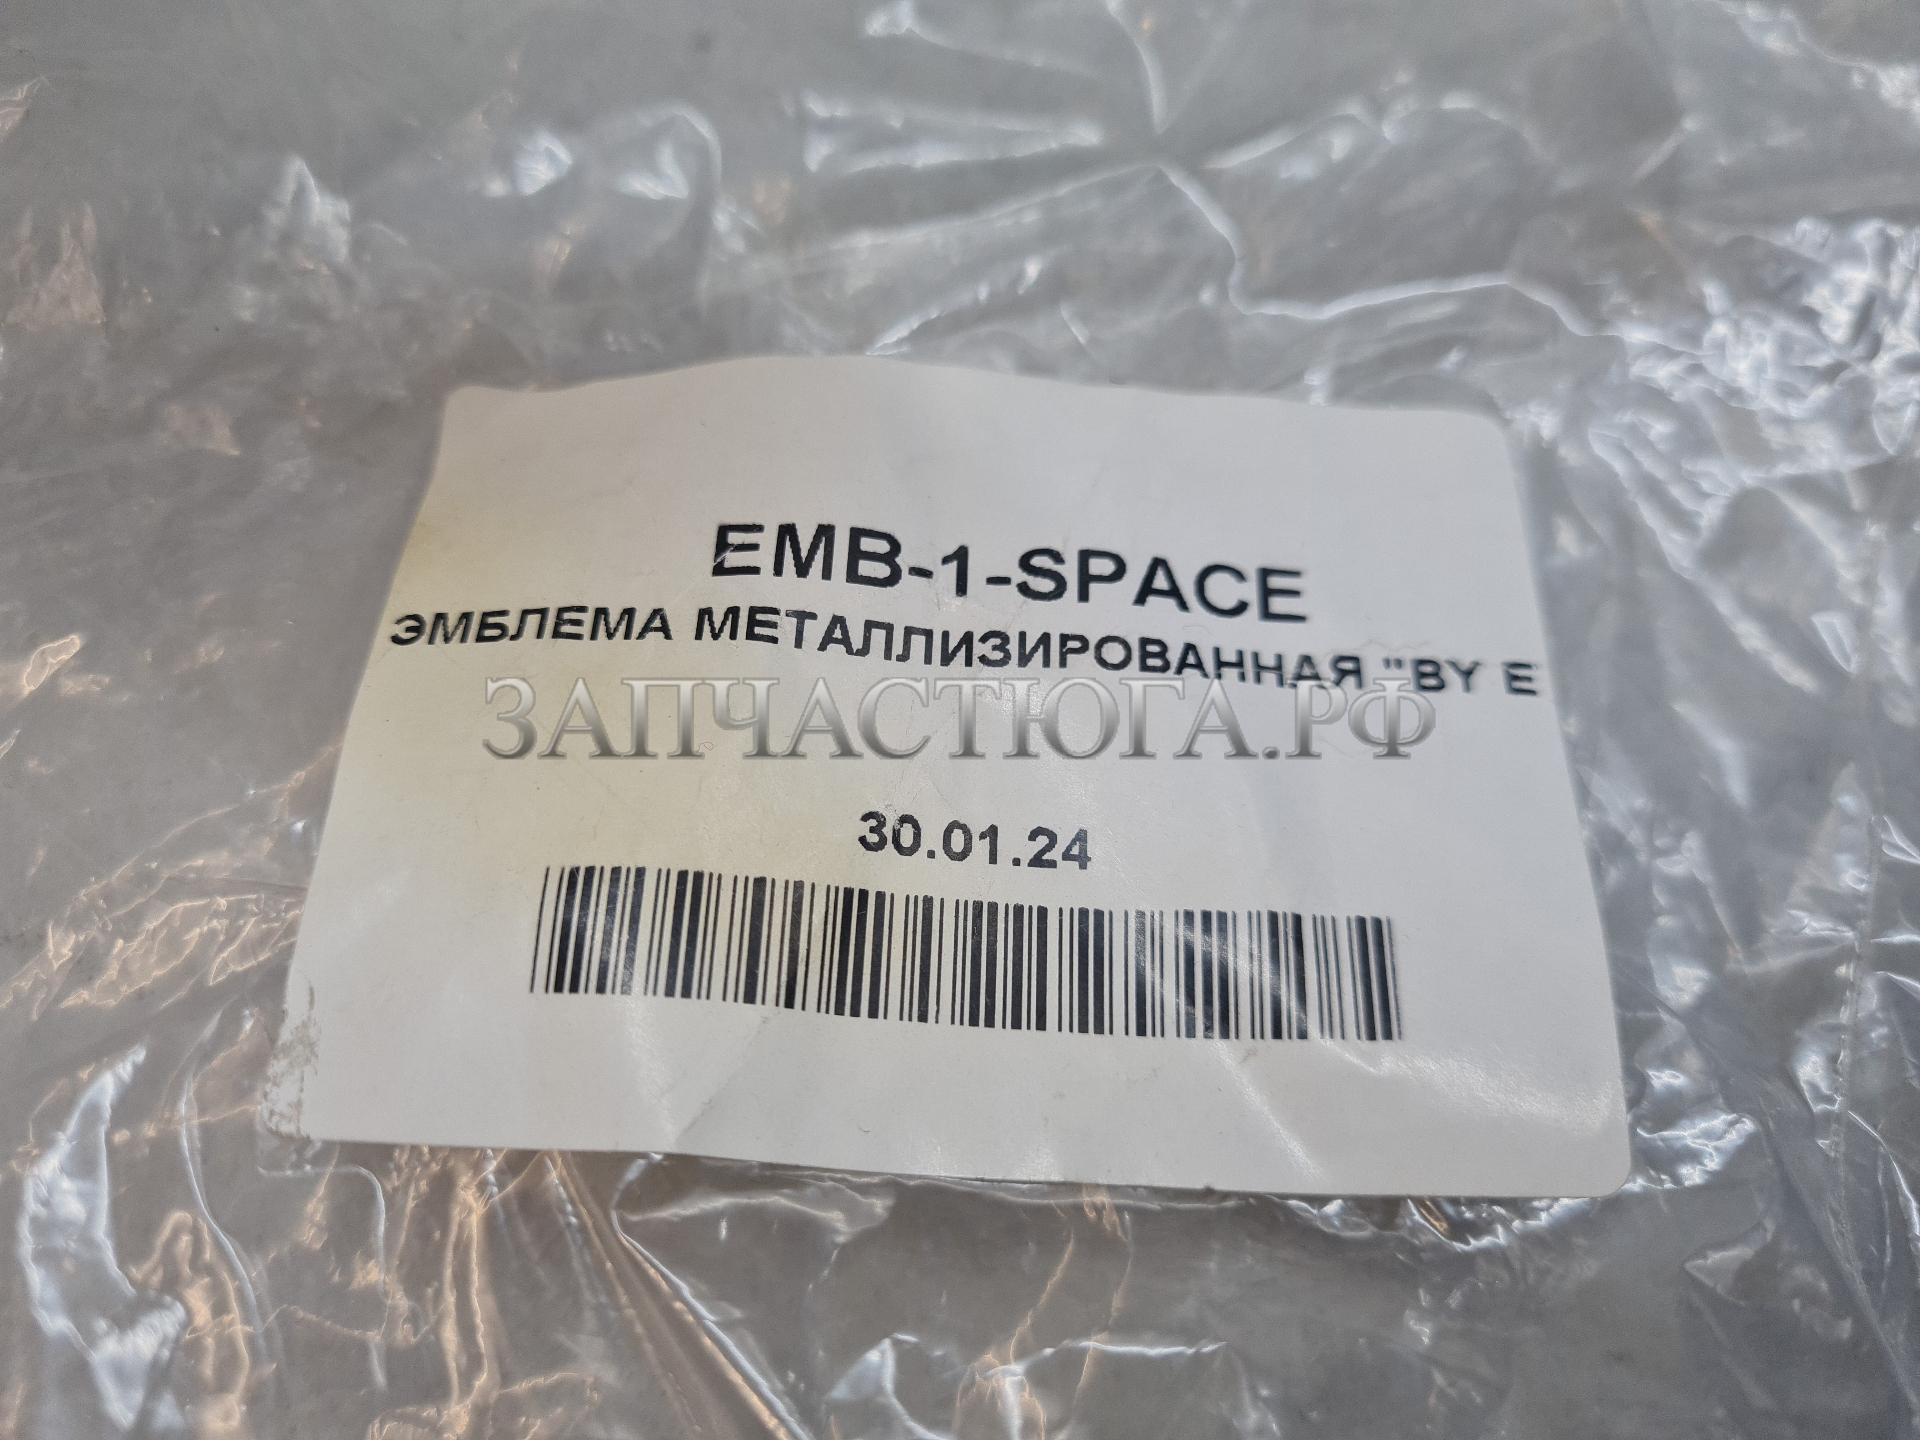 EMB-1-SPACE
ЭМБЛЕМА МЕТАЛЛИЗИРОВАННАЯ "BY E
ЗАПЧАСТЮГА.РФ
30.01.24